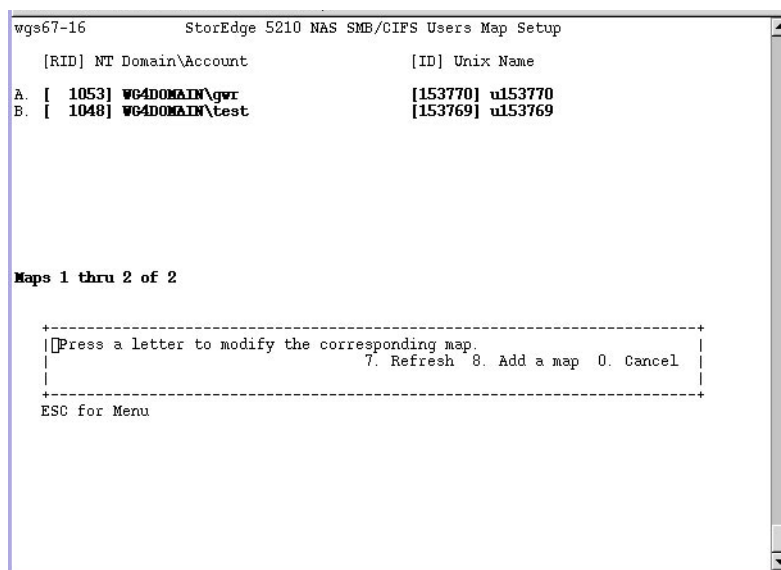 wgs67-16 StorEdge 5210 NAS SMB/CIFS Users Map Setup
[RID] NT Domain\Account [ID] Unix Name
A. [ 1053] WG4DOMAIN\gwr [153770] u153770
B. [ 1048] WG4DOMAIN\test [153769] u153769
Maps 1 thru 2 of 2
Press a letter to modify the corresponding map.
7. Refresh 8. Add a map 0. Cancel
ESC for Menu